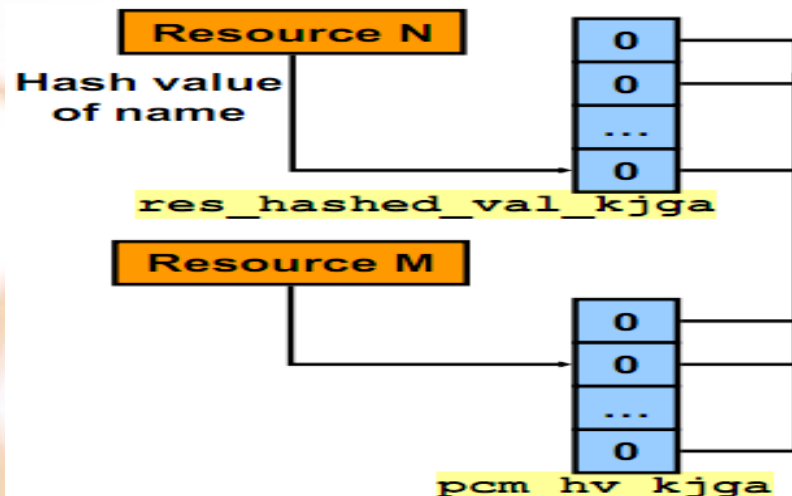 Resource N
Hash value
of name
0
0
...
0
res_hashed_val_kjga
Resource M
0
0
...
0
pcm_hv_kjga